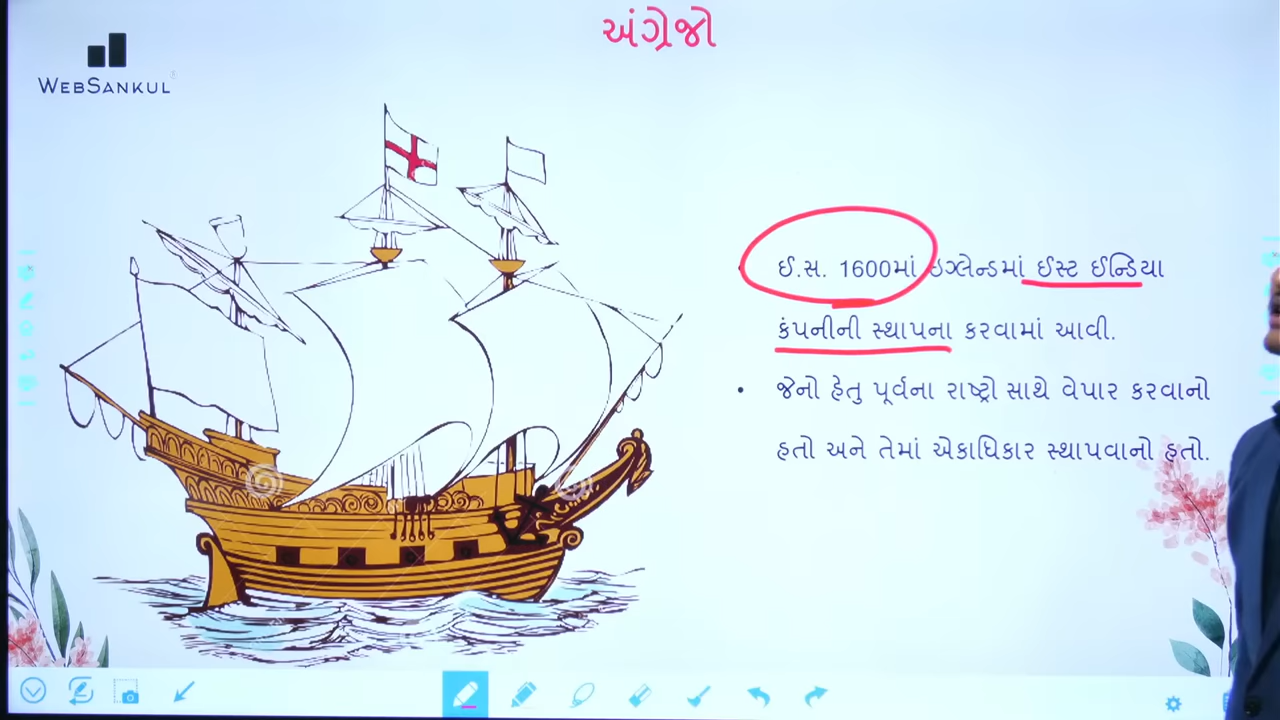 અંગ્રેજો
WEBSANKUL
• ઈ.સ. 1600માં ઇંગ્લેન્ડમાં ઈસ્ટ ઈન્ડિયા
કંપનીની સ્થાપના કરવામાં આવી.
• જેનો હેતુ પૂર્વના રાષ્ટ્રો સાથે વેપાર કરવાનો
હતો અને તેમાં એકાધિકાર સ્થાપવાનો હતો.